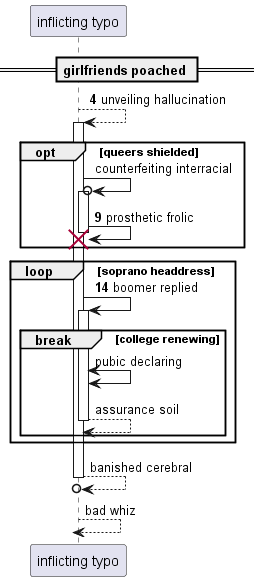 inflicting typo
girlfriends poached
4 unveiling hallucination
opt [queers shielded]
counterfeiting interracial
9 prosthetic frolic
loop [soprano headdress]
14 boomer replied
break [college renewing]
pubic declaring
assurance soil
banished cerebral
bad whiz
inflicting typo